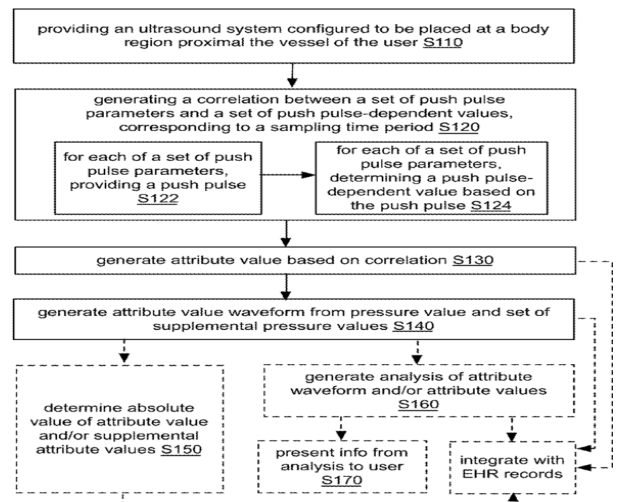 providing an ultrasound system configured to be placed at a body
region proximal the vessel of the user S110
generating a correlation between a set of push pulse
parameters and a set of push pulse-dependent values,
corresponding to a sampling time period S120
for each of a set of push
pulse parameters,
providing a push pulse
S122
for each of a set of push
pulse parameters,
determining a push pulse-
dependent value based on
the push pulse S124
generate attribute value based on correlation S130
generate attribute value waveform from pressure value and set of
supplemental pressure values S140
determine absolute
value of attribute value
and/or supplemental
attribute values S150
generate analysis of attribute
waveform and/or attribute values
S160
present info from
analysis to user
S170
integrate with
EHR records